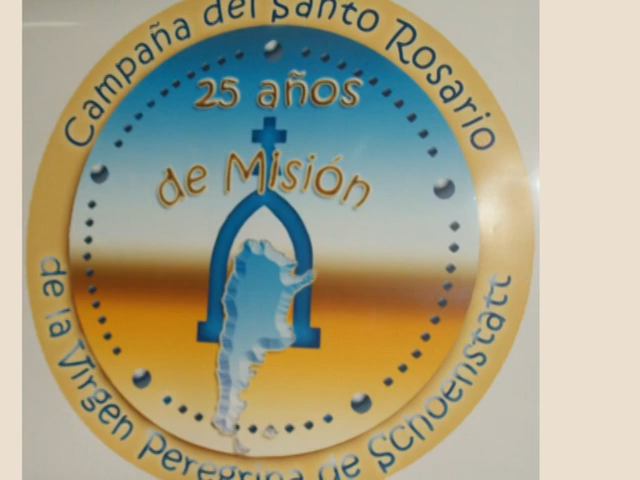 Campaña del Santo Rosario
25 años
de Misión
de la Virgen Peregrina de Schoenstatt